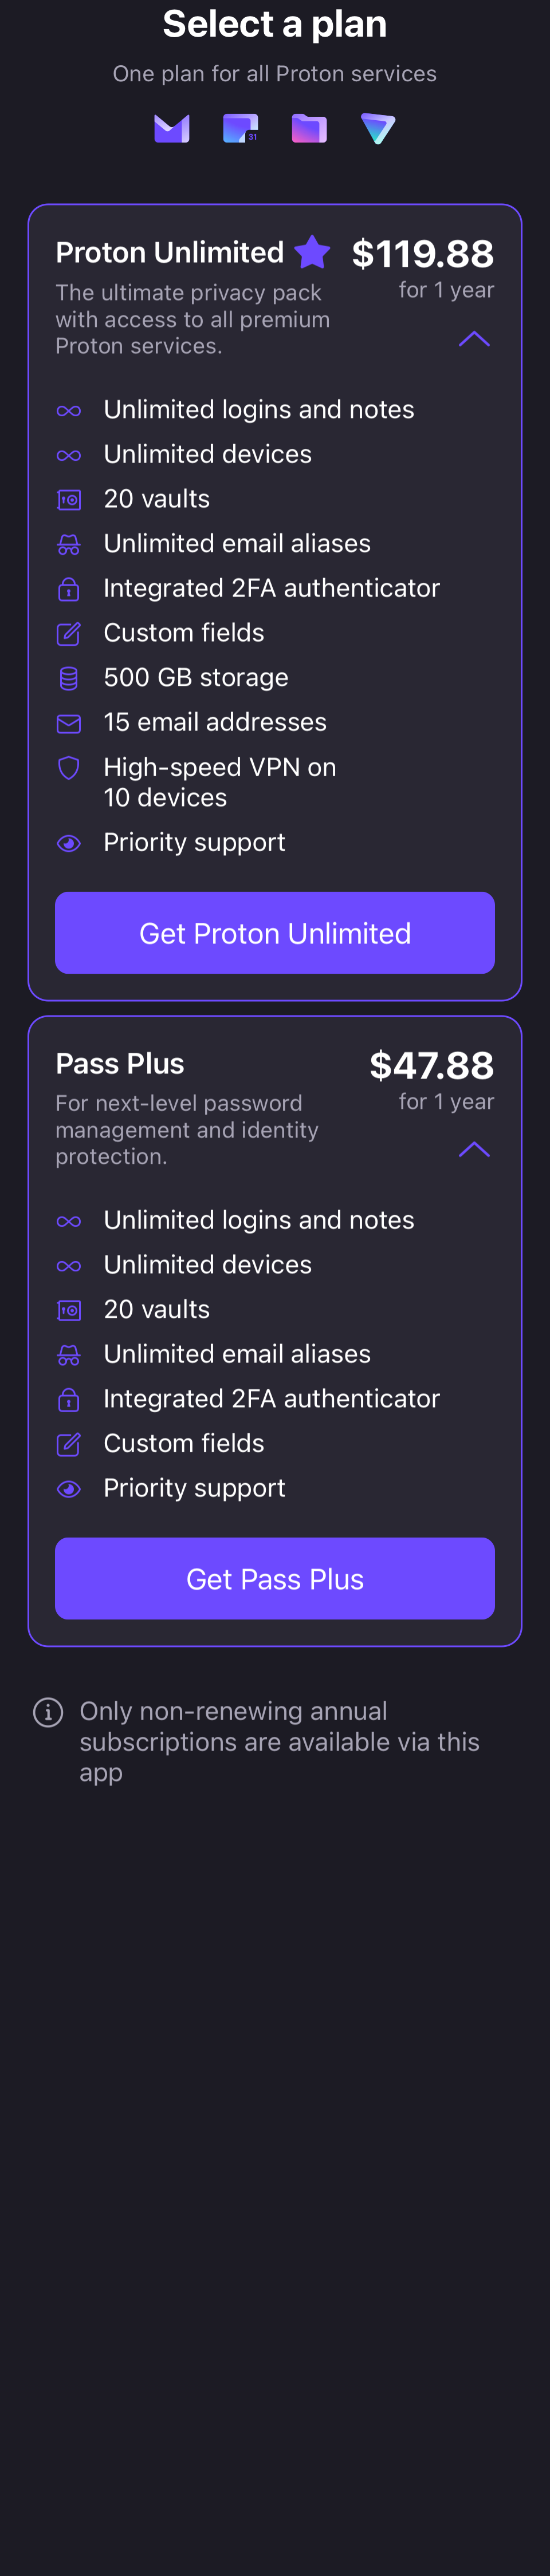 Select a plan
One plan for all Proton services
31
Proton Unlimited
$119.88
for 1 year
The ultimate privacy pack
with access to all premium
Proton services.
Unlimited logins and notes
Unlimited devices
20 vaults
Unlimited email aliases
Integrated 2FA authenticator
Custom fields
500 GB storage
15 email addresses
High-speed VPN on
10 devices
Priority support
Get Proton Unlimited
Pass Plus
$47.88
for 1 year
For next-level password
management and identity
protection.
Unlimited logins and notes
Unlimited devices
20 vaults
Unlimited email aliases
Integrated 2FA authenticator
Custom fields
Priority support
Get Pass Plus
Only non-renewing annual
subscriptions are available via this
app